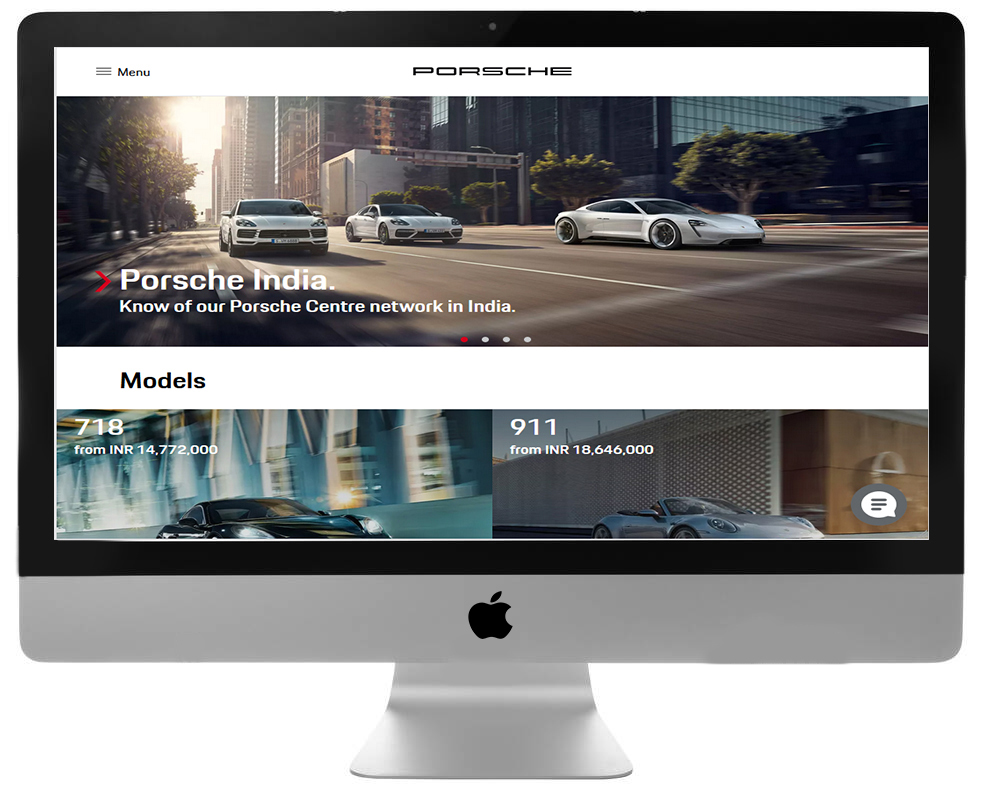 Menu
PORSCHE
Porsche India.
Know of our Porsche Centre network in India.
Models
718
from INR 14,772,000
911
from INR 18,646,000